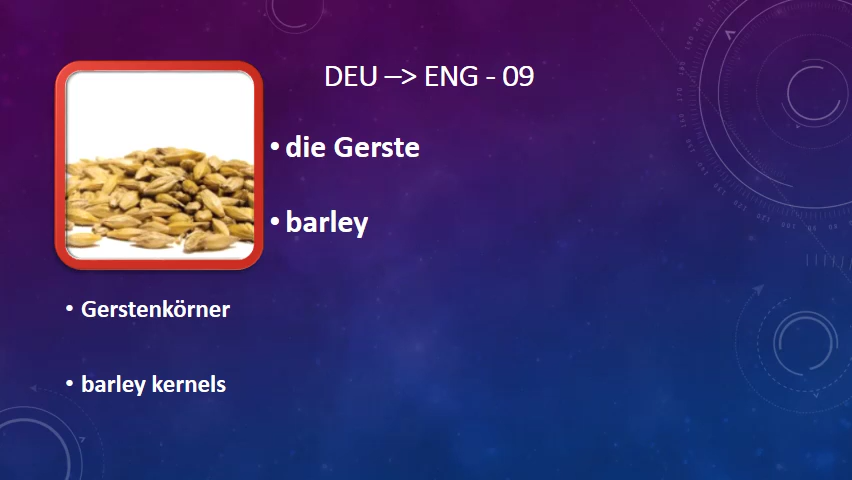 DEU –> ENG - 09
• die Gerste
• barley
• Gerstenkörner
• barley kernels